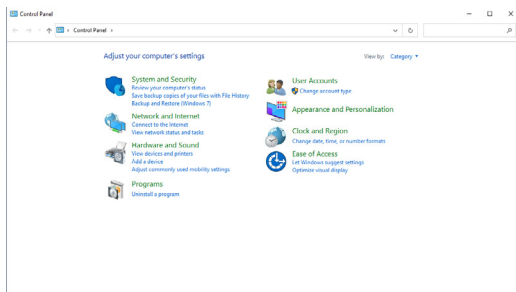 Control Panel
Control Panel
Adjust your computer's settings
View by: Category
System and Security
Review your computer's status
Save backup copies of your files with File History
Backup and Restore (Windows 7)
Network and Internet
Connect to the Internet
View network status and tasks
Hardware and Sound
View devices and printers
Add a device
Adjust commonly used mobility settings
Programs
Uninstall a program
User Accounts
Change account type
Appearance and Personalization
Clock and Region
Change date, time, or number formats
Ease of Access
Let Windows suggest settings
Optimize visual display